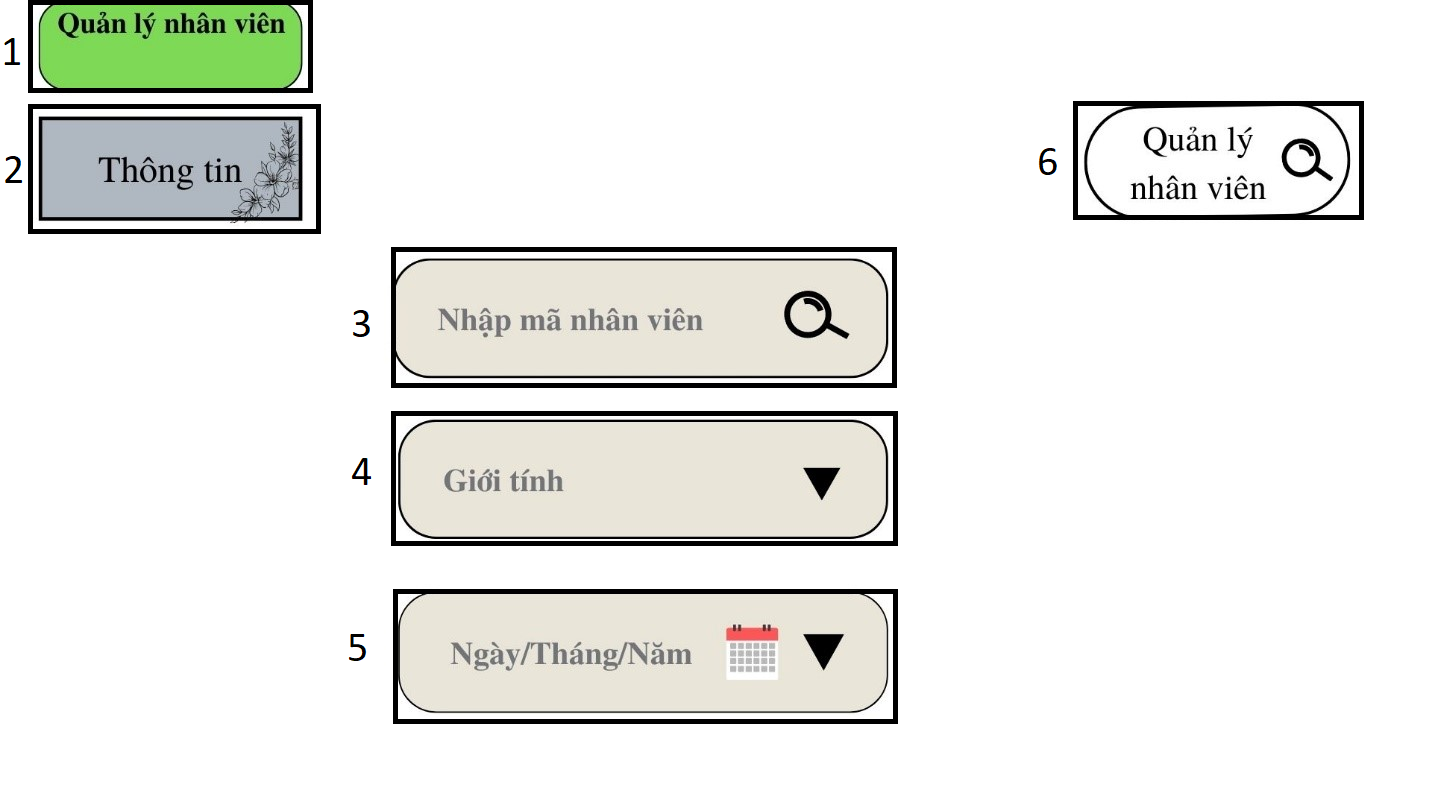 1
Quản lý nhân viên
2
Thông tin
6
Quản lý
nhân viên
3
Nhập mã nhân viên
4
Giới tính
5
Ngày/Tháng/Năm